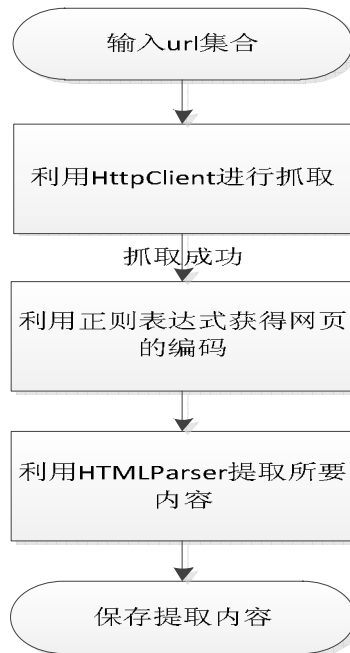 输入url集合
利用HttpClient进行抓取
抓取成功
利用正则表达式获得网页
的编码
利用HTMLParser提取所要
内容
保存提取内容